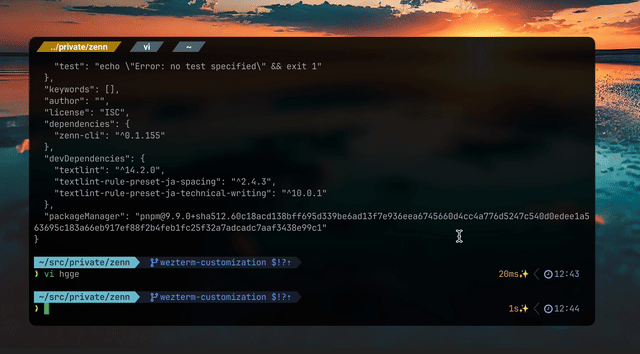 ../private/zenn vi ~
"test": "echo \"Error: no test specified\" && exit 1"
},
"keywords": [],
"author": "",
"license": "ISC",
"dependencies": {
"zenn-cli": "^0.1.155"
},
"devDependencies": {
"textlint": "^14.2.0",
"textlint-rule-preset-ja-spacing": "^2.4.3",
"textlint-rule-preset-ja-technical-writing": "^10.0.1"
},
"packageManager": "pnpm@9.9.0+sha512.60c18acd138bff695d339be6ad13f7e936eea6745660d4cc4a776d5247c540d0edee1a5
63695c183a66eb917ef88f2b4feb1fc25f32a7adcadc7aaf3438e99c1"
}
~/src/private/zenn wezterm-customization $!?⇡
❯ vi hgge 20ms✨ 12:43
~/src/private/zenn wezterm-customization $!?⇡
❯ 1s✨ 12:44